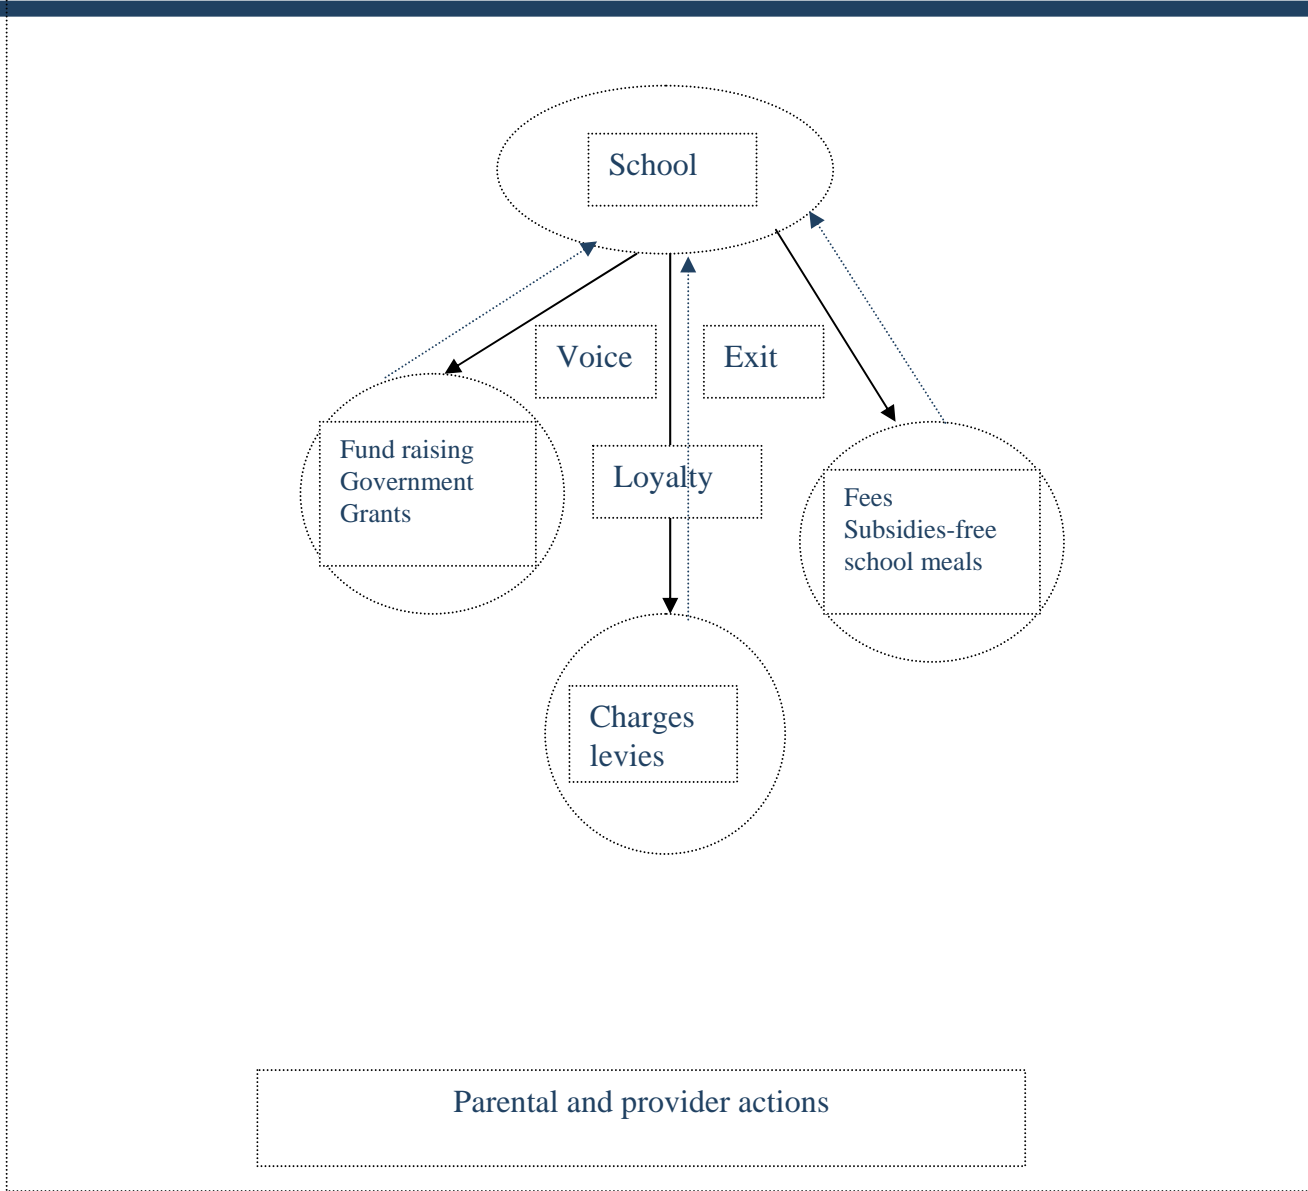 School
Voice
Exit
Fund raising
Government
Grants
Loyalty
Fees
Subsidies-free
school meals
Charges
levies
Parental and provider actions